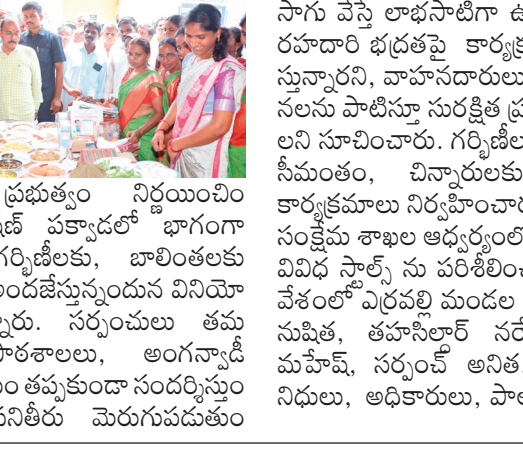 ప్రభుత్వం నిర్ణయించిం
పక్వాడలో భాగంగా
గర్భిణీలకు, బాలింతలకు
అందజేస్తున్నందున వినియో
న్నారు. సర్పంచులు తమ
పాఠశాలలు, అంగన్వాడీ
తప్పకుండా సందర్శిస్తుం
పనితీరు మెరుగుపడుతుం
సాగు వేస్తే లాభసాటిగా
రహదారి భద్రతపై కార్యక్ర
స్తున్నారని, వాహనదారులు
నలను పాటిస్తూ సురక్షిత
లని సూచించారు. గర్భిణీల
సీమంతం, చిన్నారులకు
కార్యక్రమాలు నిర్వహించారు
సంక్షేమ శాఖల ఆధ్వర్యంలో
వివిధ స్టాల్స్ ను పరిశీలించ
వేశంలో ఎర్రవల్లి మండల
నుషిత, తహసిల్దార్ నరే
మహేష్, సర్పంచ్ అనిత
నిధులు, అధికారులు,